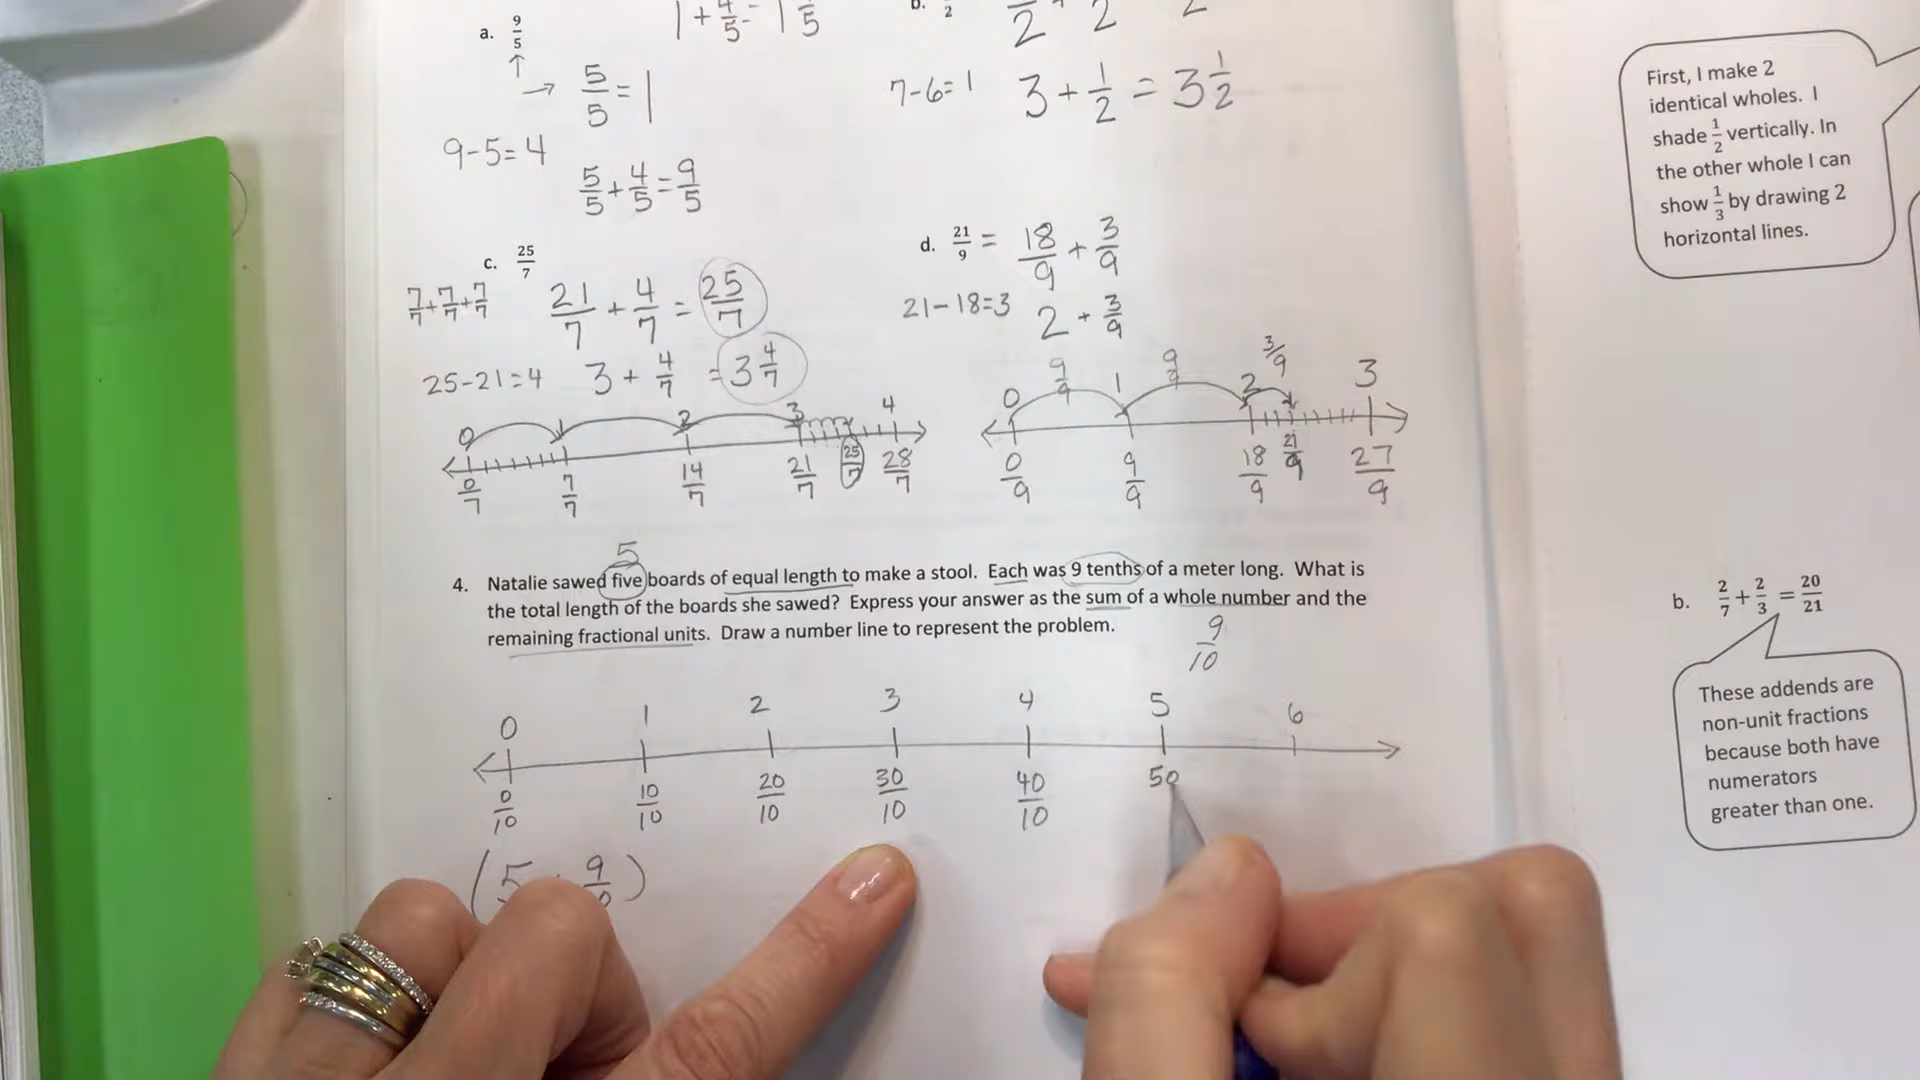 a. 9/5
1 + 4/5 = 1 4/5
b.
→ 5/5 = 1
7-6=1 3 + 1/2 = 3 1/2
9-5=4
5/5 + 4/5 = 9/5
c. 25/7
7/7 + 7/7 + 7/7 21/7 + 4/7 = 25/7
25-21=4 3 + 4/7 = 3 4/7
0 1 2 3 4
0/7 7/7 14/7 21/7 25/7 28/7
d. 21/9 = 18/9 + 3/9
21-18=3 2 + 3/9
9/9 9/9 3/9
0 1 2 3
0/9 9/9 18/9 21/9 27/9
5
4. Natalie sawed five boards of equal length to make a stool. Each was 9 tenths of a meter long. What is
the total length of the boards she sawed? Express your answer as the sum of a whole number and the
remaining fractional units. Draw a number line to represent the problem.
9/10
0 1 2 3 4 5 6
0/10 10/10 20/10 30/10 40/10 50
First, I make 2
identical wholes. I
shade 1/2 vertically. In
the other whole I can
show 1/3 by drawing 2
horizontal lines.
b. 2/7 + 2/3 = 20/21
These addends are
non-unit fractions
because both have
numerators
greater than one.